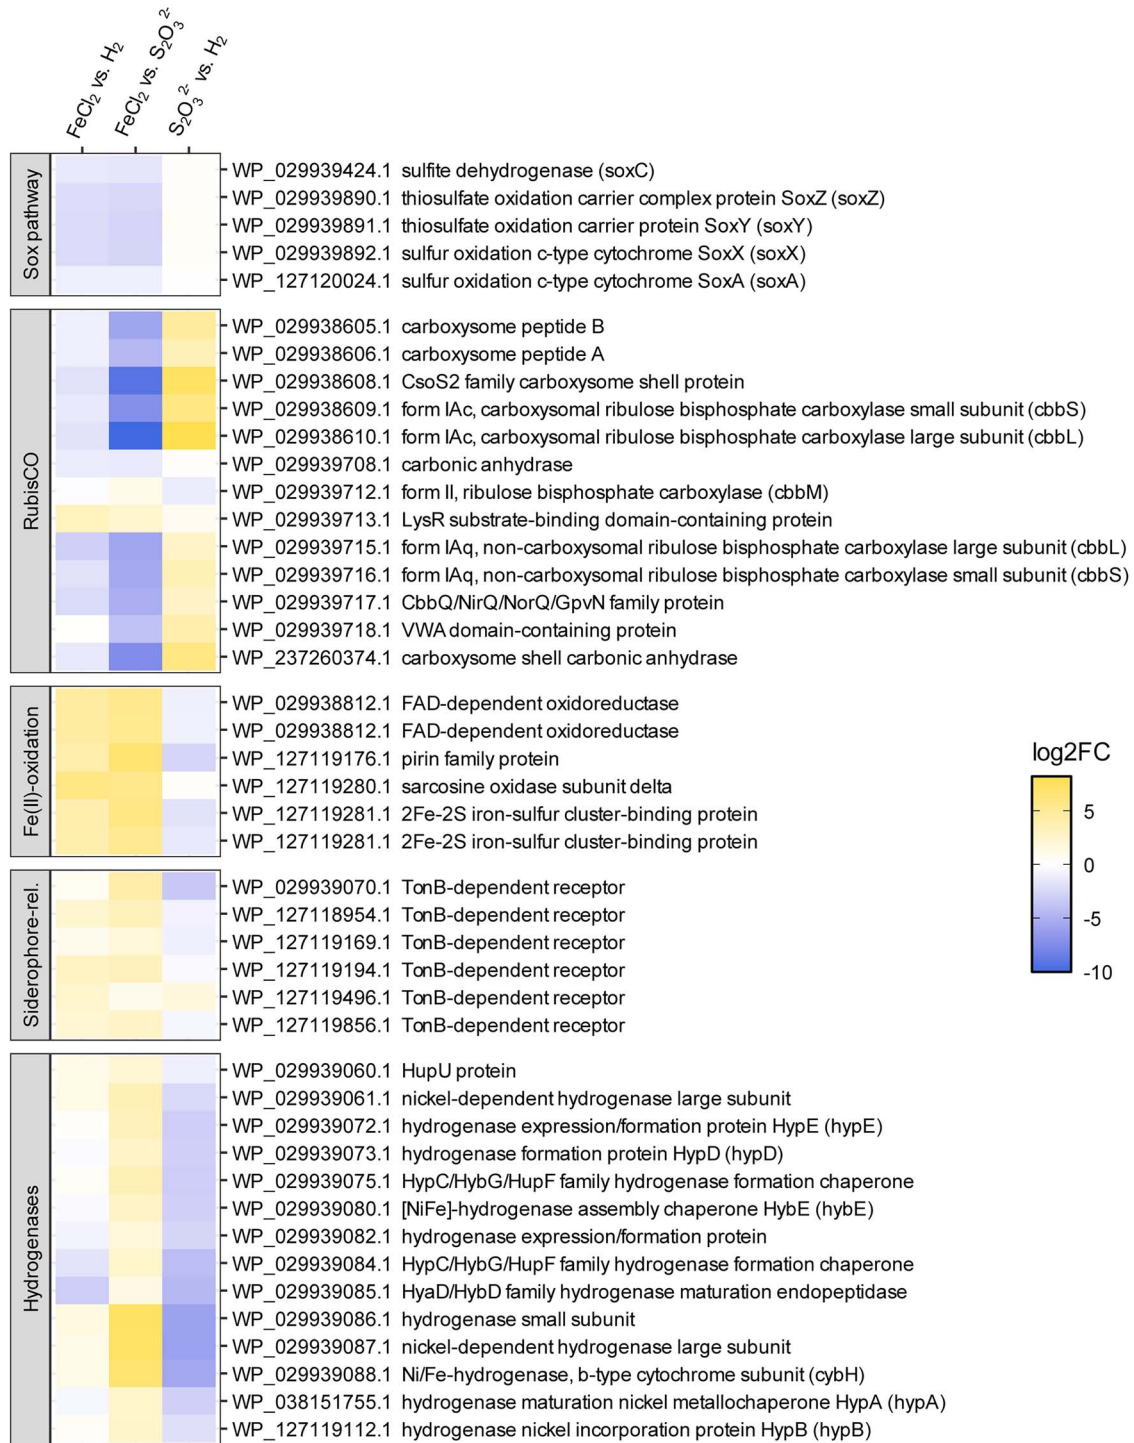 FeCl2 vs. H2
FeCl2 vs. S2O3 2-
S2O3 2- vs. H2
Sox pathway
WP_029939424.1 sulfite dehydrogenase (soxC)
WP_029939890.1 thiosulfate oxidation carrier complex protein SoxZ (soxZ)
WP_029939891.1 thiosulfate oxidation carrier protein SoxY (soxY)
WP_029939892.1 sulfur oxidation c-type cytochrome SoxX (soxX)
WP_127120024.1 sulfur oxidation c-type cytochrome SoxA (soxA)
RubisCO
WP_029938605.1 carboxysome peptide B
WP_029938606.1 carboxysome peptide A
WP_029938608.1 CsoS2 family carboxysome shell protein
WP_029938609.1 form IAc, carboxysomal ribulose bisphosphate carboxylase small subunit (cbbS)
WP_029938610.1 form IAc, carboxysomal ribulose bisphosphate carboxylase large subunit (cbbL)
WP_029939708.1 carbonic anhydrase
WP_029939712.1 form II, ribulose bisphosphate carboxylase (cbbM)
WP_029939713.1 LysR substrate-binding domain-containing protein
WP_029939715.1 form IAq, non-carboxysomal ribulose bisphosphate carboxylase large subunit (cbbL)
WP_029939716.1 form IAq, non-carboxysomal ribulose bisphosphate carboxylase small subunit (cbbS)
WP_029939717.1 CbbQ/NirQ/NorQ/GpvN family protein
WP_029939718.1 VWA domain-containing protein
WP_237260374.1 carboxysome shell carbonic anhydrase
Fe(II)-oxidation
WP_029938812.1 FAD-dependent oxidoreductase
WP_029938812.1 FAD-dependent oxidoreductase
WP_127119176.1 pirin family protein
WP_127119280.1 sarcosine oxidase subunit delta
WP_127119281.1 2Fe-2S iron-sulfur cluster-binding protein
WP_127119281.1 2Fe-2S iron-sulfur cluster-binding protein
Siderophore-rel.
WP_029939070.1 TonB-dependent receptor
WP_127118954.1 TonB-dependent receptor
WP_127119169.1 TonB-dependent receptor
WP_127119194.1 TonB-dependent receptor
WP_127119496.1 TonB-dependent receptor
WP_127119856.1 TonB-dependent receptor
Hydrogenases
WP_029939060.1 HupU protein
WP_029939061.1 nickel-dependent hydrogenase large subunit
WP_029939072.1 hydrogenase expression/formation protein HypE (hypE)
WP_029939073.1 hydrogenase formation protein HypD (hypD)
WP_029939075.1 HypC/HybG/HupF family hydrogenase formation chaperone
WP_029939080.1 [NiFe]-hydrogenase assembly chaperone HybE (hybE)
WP_029939082.1 hydrogenase expression/formation protein
WP_029939084.1 HypC/HybG/HupF family hydrogenase formation chaperone
WP_029939085.1 HyaD/HybD family hydrogenase maturation endopeptidase
WP_029939086.1 hydrogenase small subunit
WP_029939087.1 nickel-dependent hydrogenase large subunit
WP_029939088.1 Ni/Fe-hydrogenase, b-type cytochrome subunit (cybH)
WP_038151755.1 hydrogenase maturation nickel metallochaperone HypA (hypA)
WP_127119112.1 hydrogenase nickel incorporation protein HypB (hypB)
log2FC
5
0
-5
-10